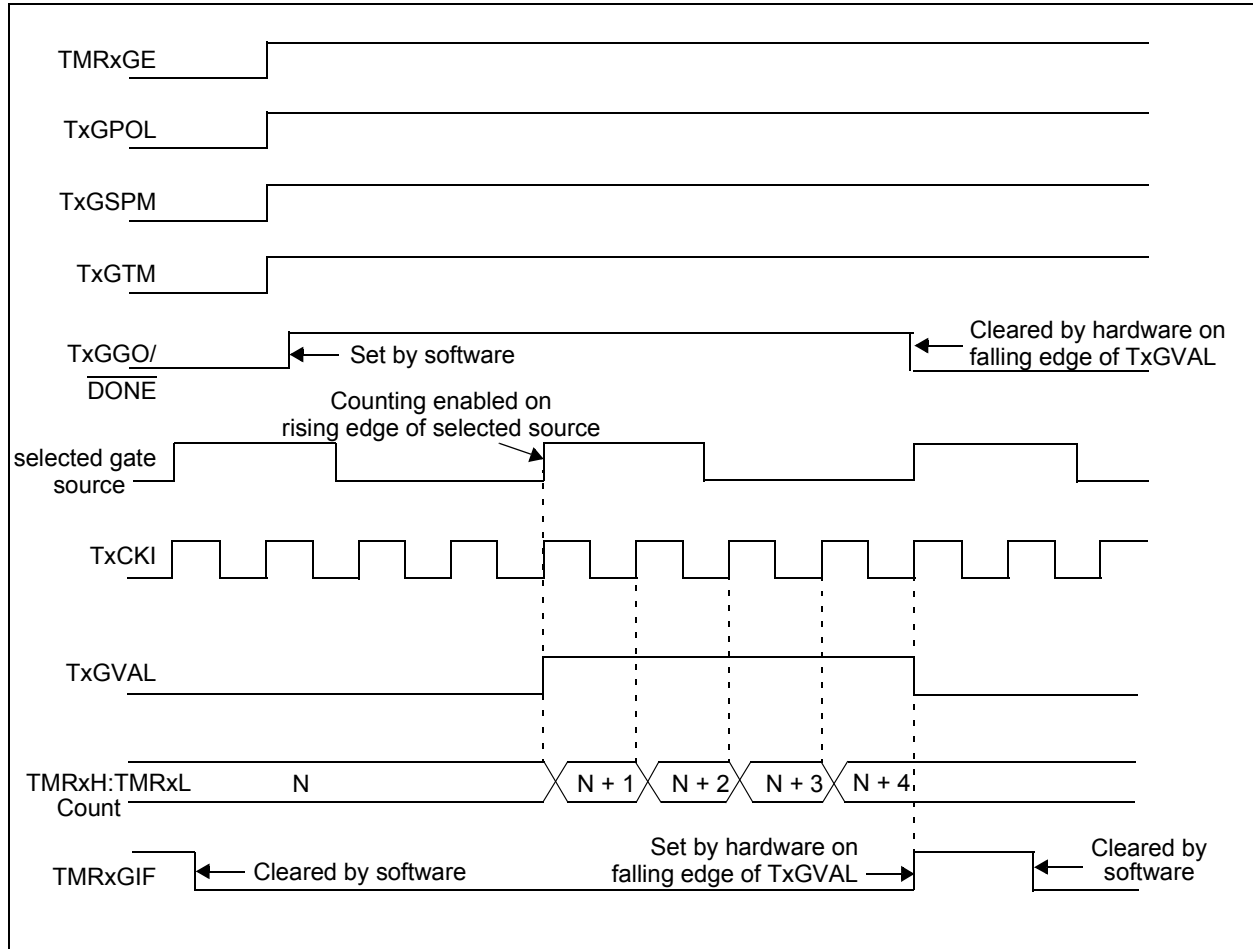 TMRxGE
TxGPOL
TxGSPM
TxGTM
TxGGO/
DONE
Set by software
Cleared by hardware on
falling edge of TxGVAL
Counting enabled on
rising edge of selected source
selected gate
source
TxCKI
TxGVAL
TMRxH:TMRxL
Count
N
N + 1
N + 2
N + 3
N + 4
TMRxGIF
Cleared by software
Set by hardware on
falling edge of TxGVAL
Cleared by
software